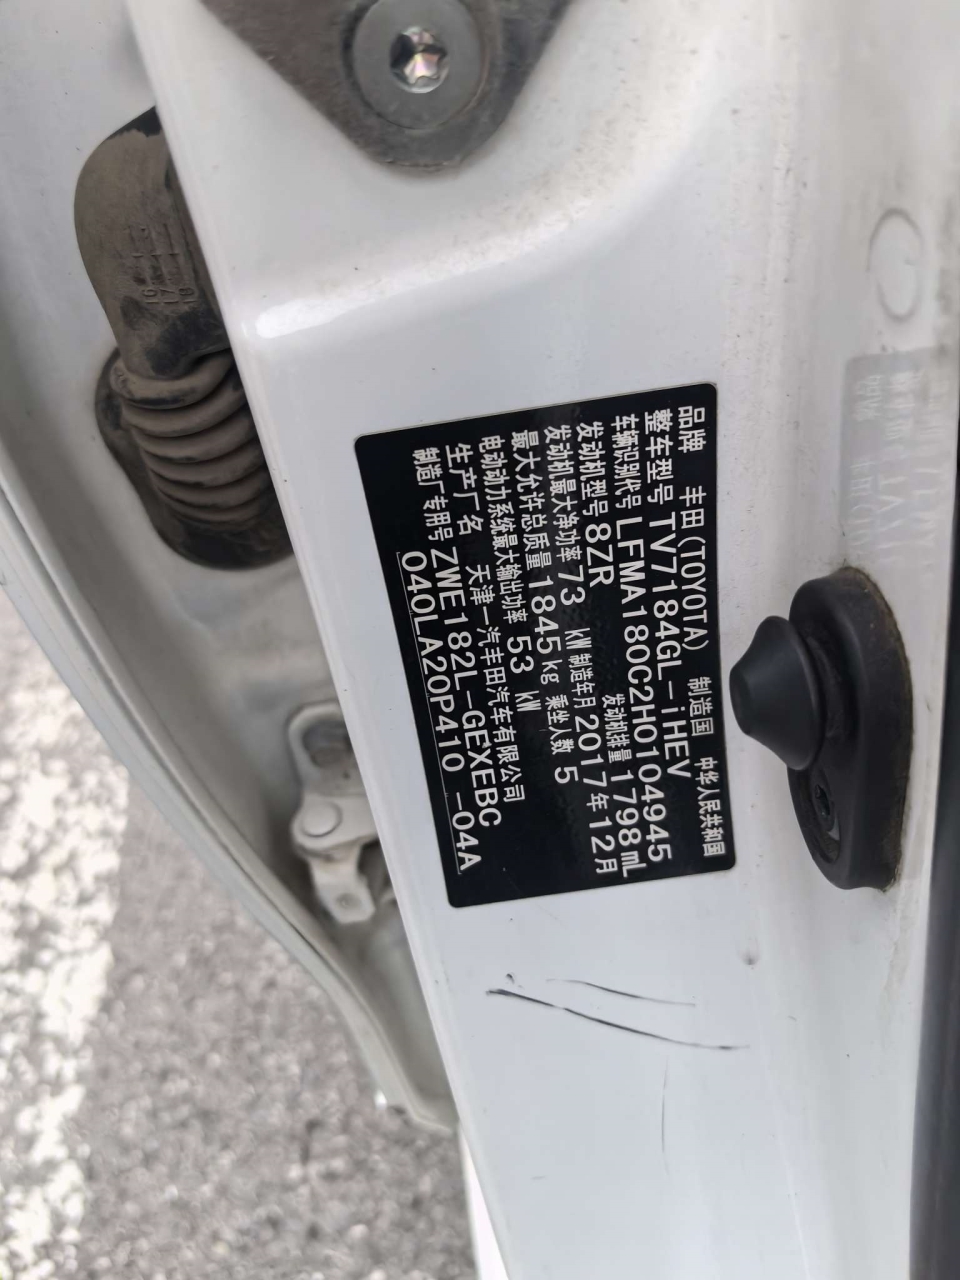 品牌 丰田(TOYOTA) 制造国 中华人民共和国
整车型号 TV7184GL-iHEV
车辆识别代号 LFMA180C2H0104945
发动机型号 8ZR 发动机排量 1798 mL
发动机最大净功率 73 kW 制造年月 2017年12月
最大允许总质量 1845 kg 乘坐人数 5
电动动力系统最大输出功率 53 kW
生产厂名 天津一汽丰田汽车有限公司
制造厂专用号 ZWE182L-GEXEBC
040LA20P410 -04A
16
17
18